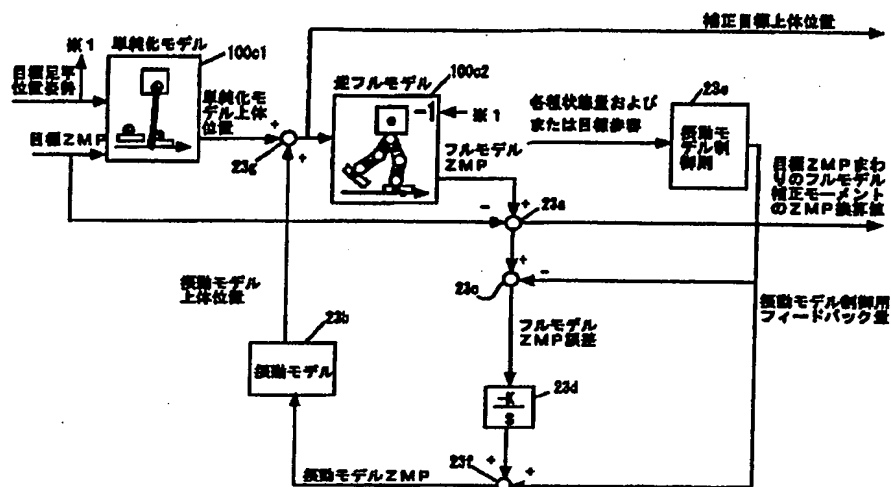 補正目標上体位置
※1
単純化モデル
100c1
目標足平
位置姿勢
単純化モ
デル上体
位置
逆フルモデル
100c2
-1
※1
各種状態量および
または目標歩容
23e
振動モ
デル制
御則
目標ZMP
23g
フルモデル
ZMP
目標ZMPまわ
りのフルモデル
補正モーメント
のZMP換算値
23a
23c
振動モデル
上体位置
振動モデル制御用
フィードバック量
23b
フルモデル
ZMP誤差
振動モデル
23d
-K
S
振動モデルZMP
23f